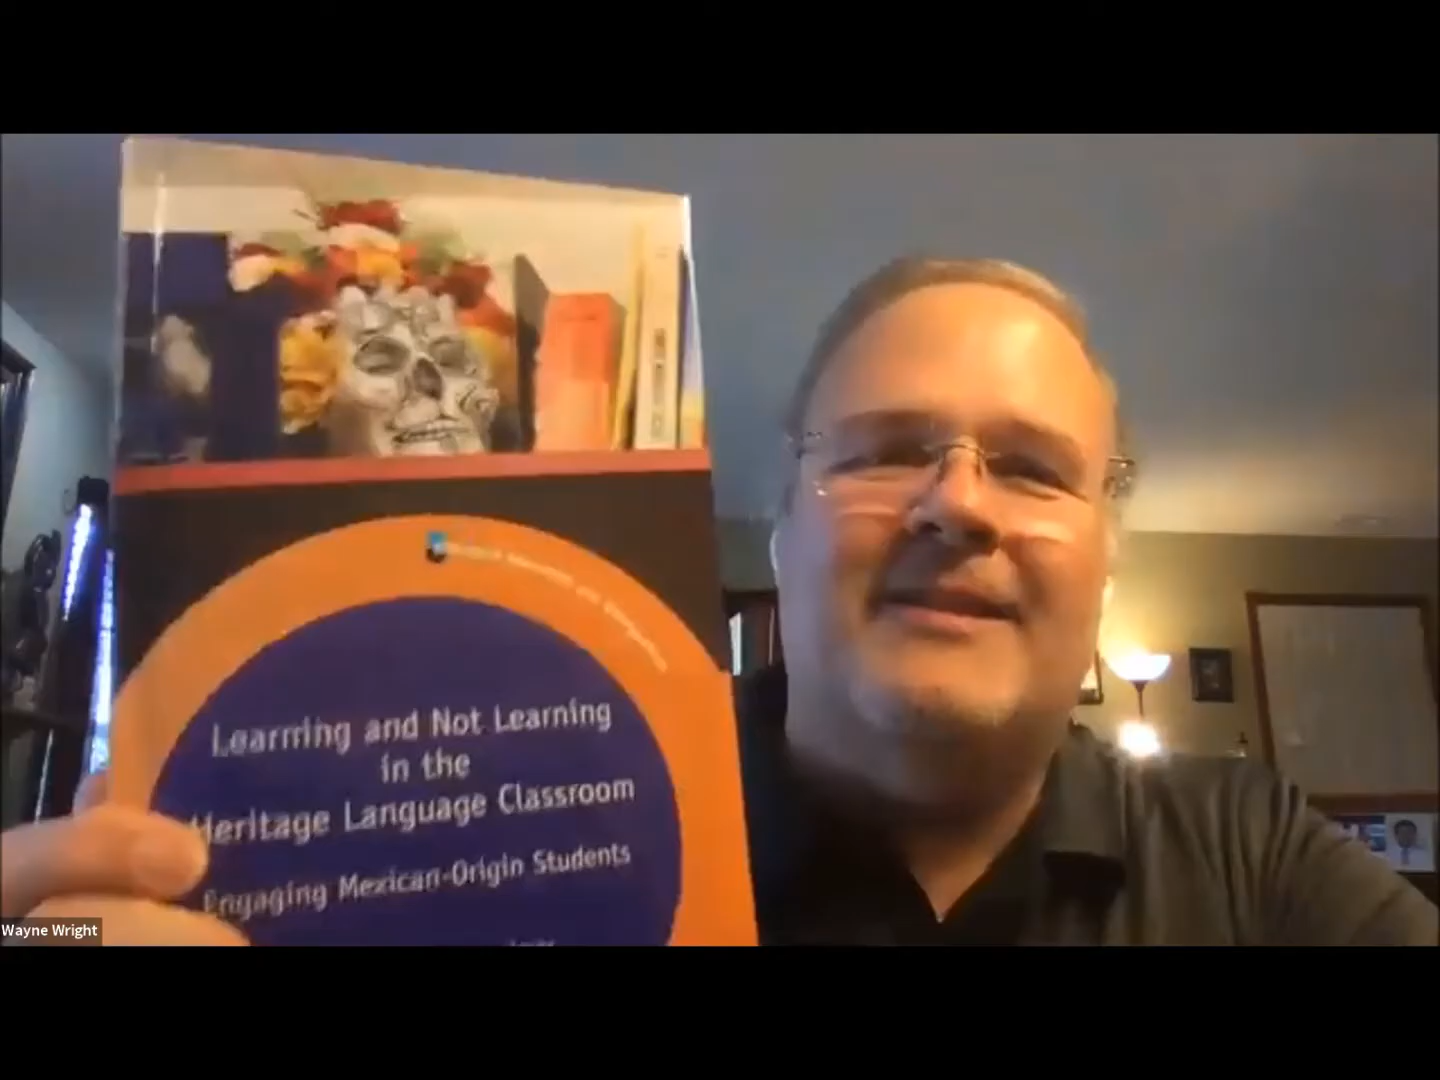 Learning and Not Learning
in the
Heritage Language Classroom
Engaging Mexican-Origin Students
Wayne Wright